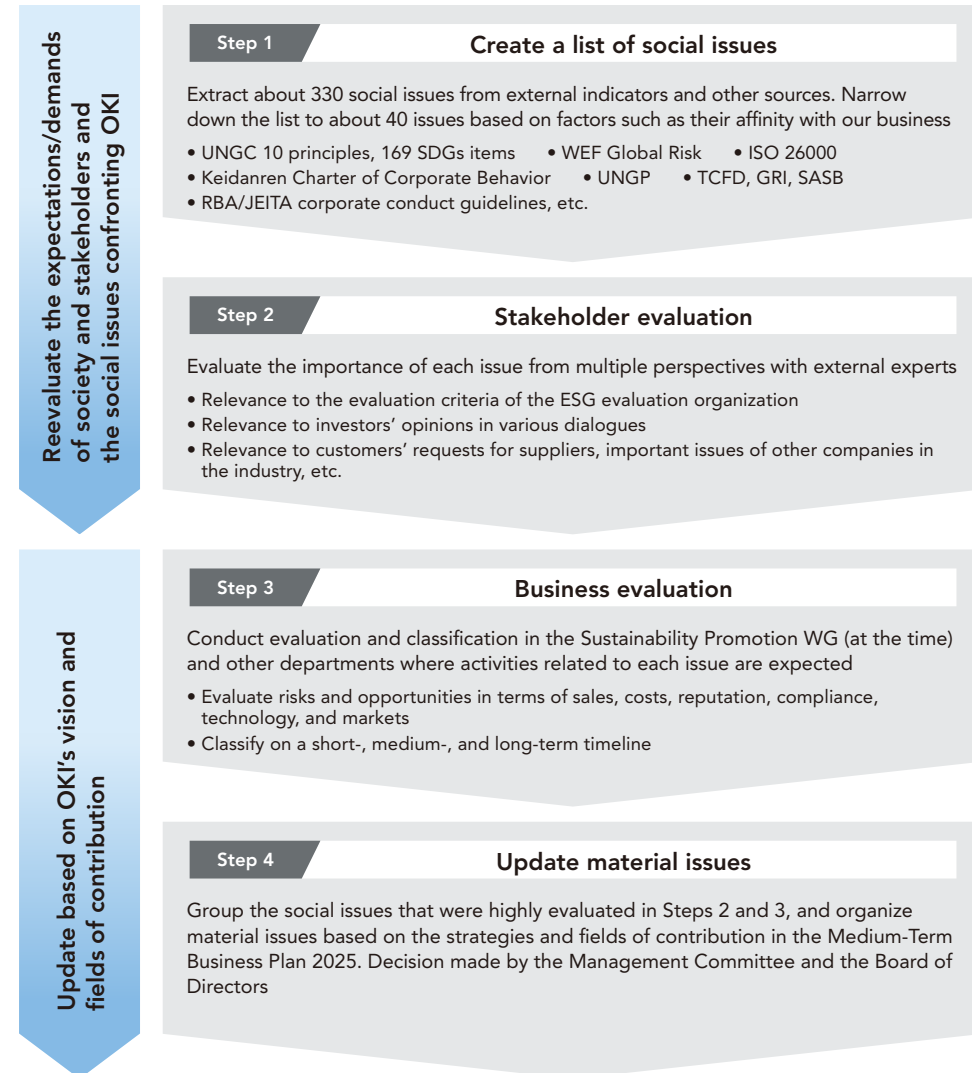 Reevaluate the expectations/demands
of society and stakeholders and
the social issues confronting OKI
Step 1
Create a list of social issues
Extract about 330 social issues from external indicators and other sources. Narrow
down the list to about 40 issues based on factors such as their affinity with our business
• UNGC 10 principles, 169 SDGs items • WEF Global Risk • ISO 26000
• Keidanren Charter of Corporate Behavior • UNGP • TCFD, GRI, SASB
• RBA/JEITA corporate conduct guidelines, etc.
Step 2
Stakeholder evaluation
Evaluate the importance of each issue from multiple perspectives with external experts
• Relevance to the evaluation criteria of the ESG evaluation organization
• Relevance to investors’ opinions in various dialogues
• Relevance to customers’ requests for suppliers, important issues of other companies in
the industry, etc.
Update based on OKI’s vision and
fields of contribution
Step 3
Business evaluation
Conduct evaluation and classification in the Sustainability Promotion WG (at the time)
and other departments where activities related to each issue are expected
• Evaluate risks and opportunities in terms of sales, costs, reputation, compliance,
technology, and markets
• Classify on a short-, medium-, and long-term timeline
Step 4
Update material issues
Group the social issues that were highly evaluated in Steps 2 and 3, and organize
material issues based on the strategies and fields of contribution in the Medium-Term
Business Plan 2025. Decision made by the Management Committee and the Board of
Directors